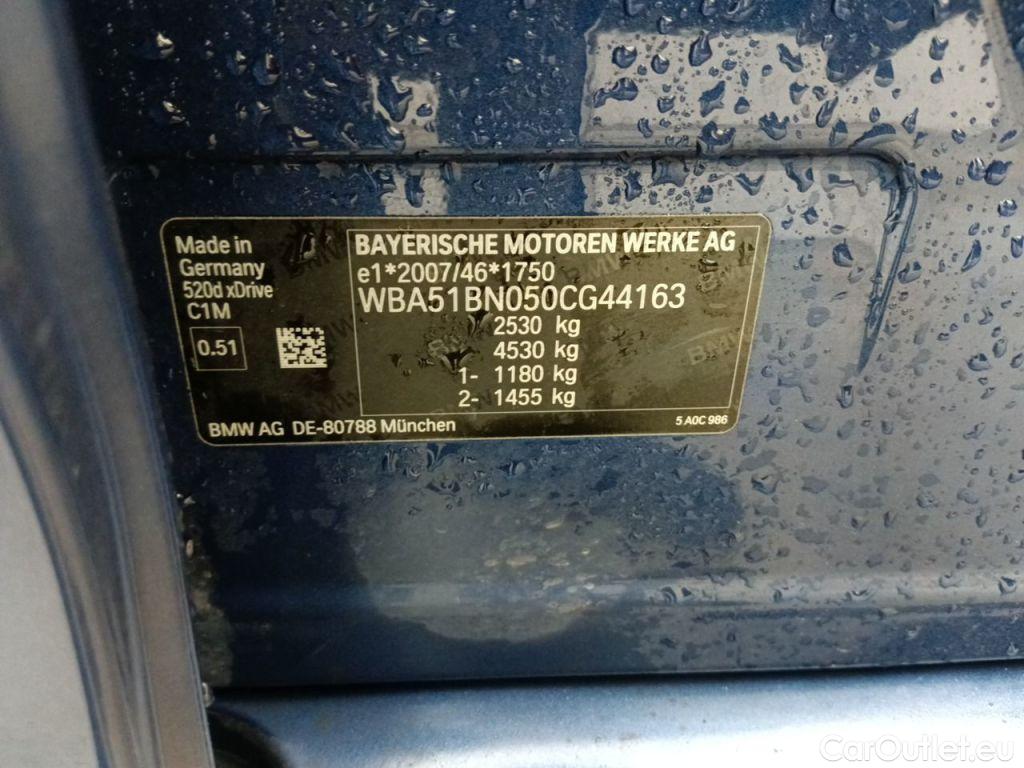 Made in
Germany
520d xDrive
C1M
0.51
BAYERISCHE MOTOREN WERKE AG
e1*2007/46*1750
WBA51BN050CG44163
2530 kg
4530 kg
1- 1180 kg
2- 1455 kg
BMW AG DE-80788 München
5 A0C 986
CarOutlet.eu